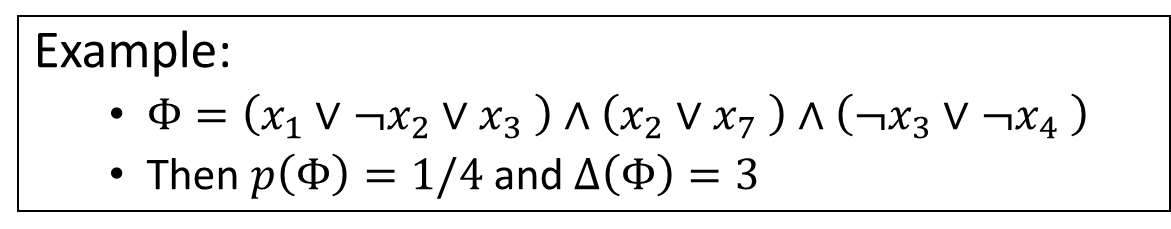 Example:
• Φ = (x₁ ∨ ¬x₂ ∨ x₃ ) ∧ (x₂ ∨ x₇ ) ∧ (¬x₃ ∨ ¬x₄ )
• Then p(Φ) = 1/4 and Δ(Φ) = 3